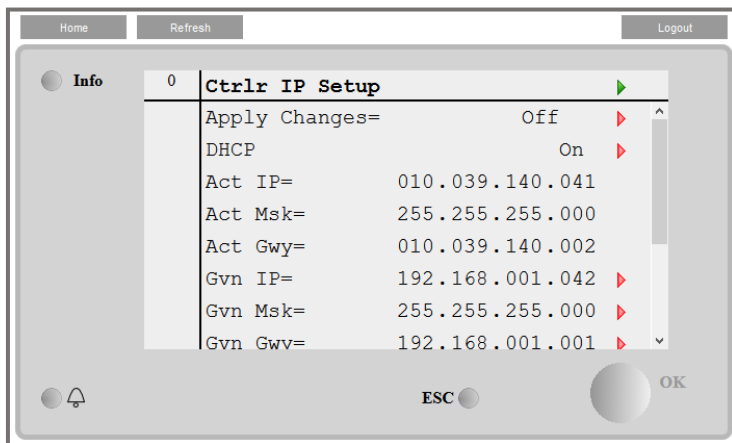 Home Refresh Logout
Info
0 Ctrlr IP Setup
Apply Changes= Off
DHCP On
Act IP= 010.039.140.041
Act Msk= 255.255.255.000
Act Gwy= 010.039.140.002
Gvn IP= 192.168.001.042
Gvn Msk= 255.255.255.000
Gvn Gwy= 192.168.001.001
ESC OK